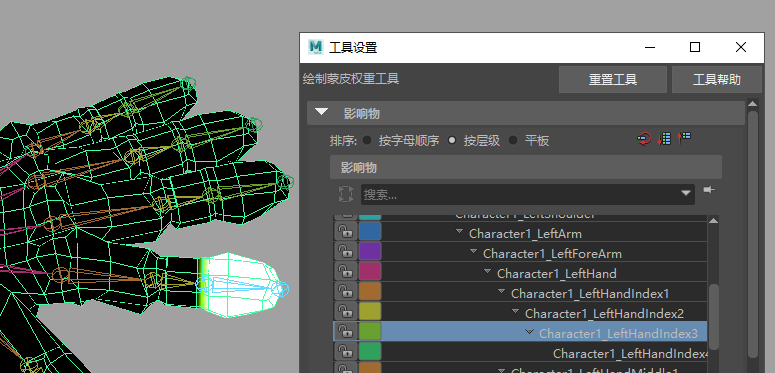 M 工具设置
绘制蒙皮权重工具 重置工具 工具帮助
影响物
排序: 按字母顺序 按层级 平板
影响物
搜索...
Character1_LeftShoulder
Character1_LeftArm
Character1_LeftForeArm
Character1_LeftHand
Character1_LeftHandIndex1
Character1_LeftHandIndex2
Character1_LeftHandIndex3
Character1_LeftHandIndex4
Character1_LeftHandMiddle1